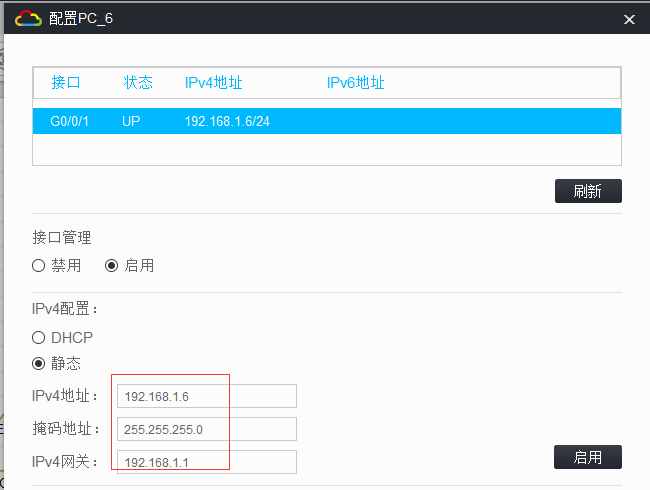 配置PC_6
接口 状态 IPv4地址 IPv6地址
G0/0/1 UP 192.168.1.6/24
刷新
接口管理
禁用 启用
IPv4配置：
DHCP
静态
IPv4地址： 192.168.1.6
掩码地址： 255.255.255.0
IPv4网关： 192.168.1.1
启用